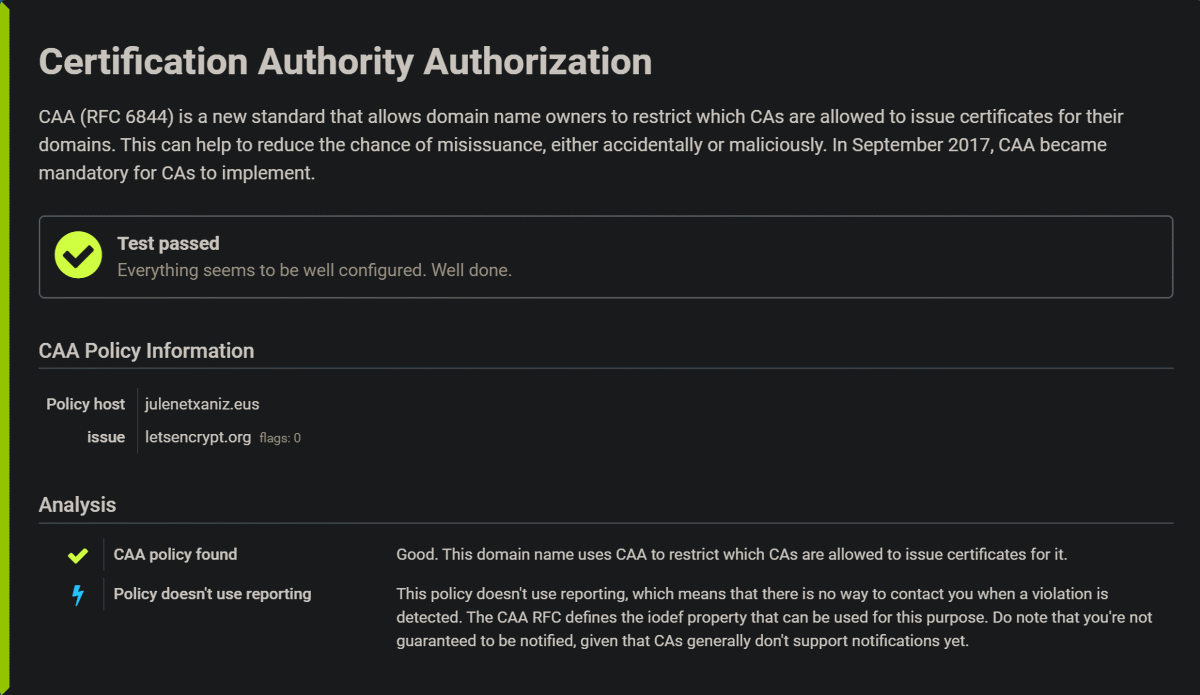 Certification Authority Authorization
CAA (RFC 6844) is a new standard that allows domain name owners to restrict which CAs are allowed to issue certificates for their
domains. This can help to reduce the chance of misissuance, either accidentally or maliciously. In September 2017, CAA became
mandatory for CAs to implement.
Test passed
Everything seems to be well configured. Well done.
CAA Policy Information
Policy host julenetxaniz.eus
issue letsencrypt.org flags: 0
Analysis
CAA policy found Good. This domain name uses CAA to restrict which CAs are allowed to issue certificates for it.
Policy doesn't use reporting This policy doesn't use reporting, which means that there is no way to contact you when a violation is
detected. The CAA RFC defines the iodef property that can be used for this purpose. Do note that you're not
guaranteed to be notified, given that CAs generally don't support notifications yet.